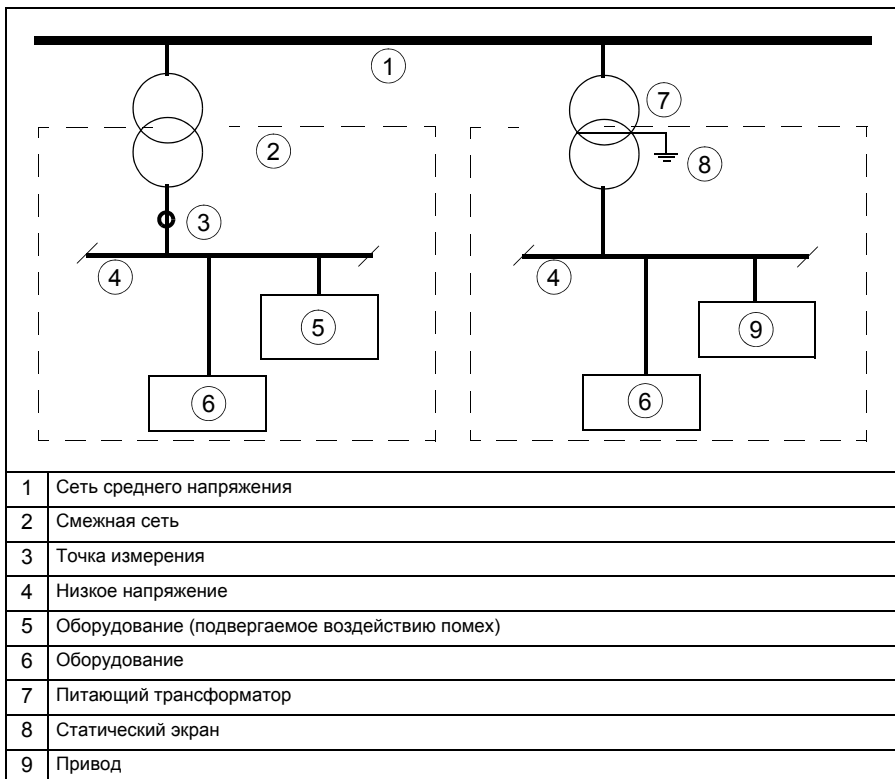 1
7
2
8
3
4
4
5
9
6
6
1 Сеть среднего напряжения
2 Смежная сеть
3 Точка измерения
4 Низкое напряжение
5 Оборудование (подвергаемое воздействию помех)
6 Оборудование
7 Питающий трансформатор
8 Статический экран
9 Привод